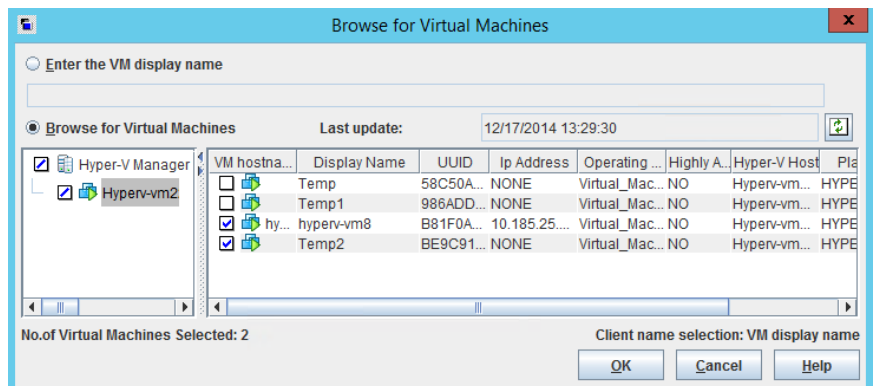 Browse for Virtual Machines
x
Enter the VM display name
Browse for Virtual Machines Last update: 12/17/2014 13:29:30
Hyper-V Manager
Hyperv-vm2
VM hostna... Display Name UUID Ip Address Operating ... Highly A... Hyper-V Host Pla
Temp 58C50A... NONE Virtual_Mac... NO Hyperv-vm... HYPE
Temp1 986ADD... NONE Virtual_Mac... NO Hyperv-vm... HYPE
hy... hyperv-vm8 B81F0A... 10.185.25.... Virtual_Mac... NO Hyperv-vm... HYPE
Temp2 BE9C91... NONE Virtual_Mac... NO Hyperv-vm... HYPE
No.of Virtual Machines Selected: 2 Client name selection: VM display name
OK Cancel Help